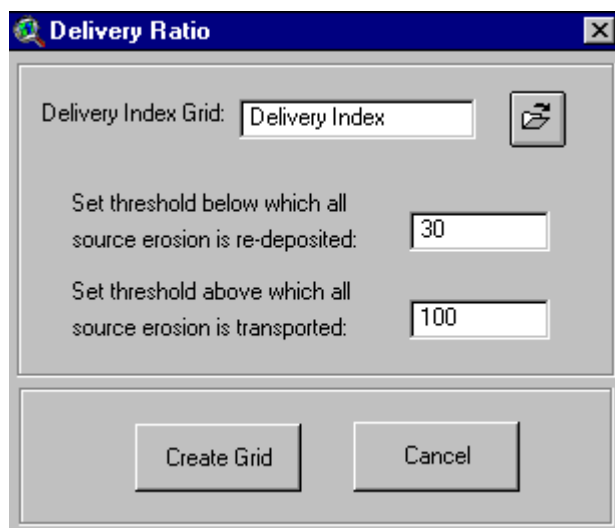 Delivery Ratio
Delivery Index Grid: Delivery Index
Set threshold below which all
source erosion is re-deposited: 30
Set threshold above which all
source erosion is transported: 100
Create Grid Cancel